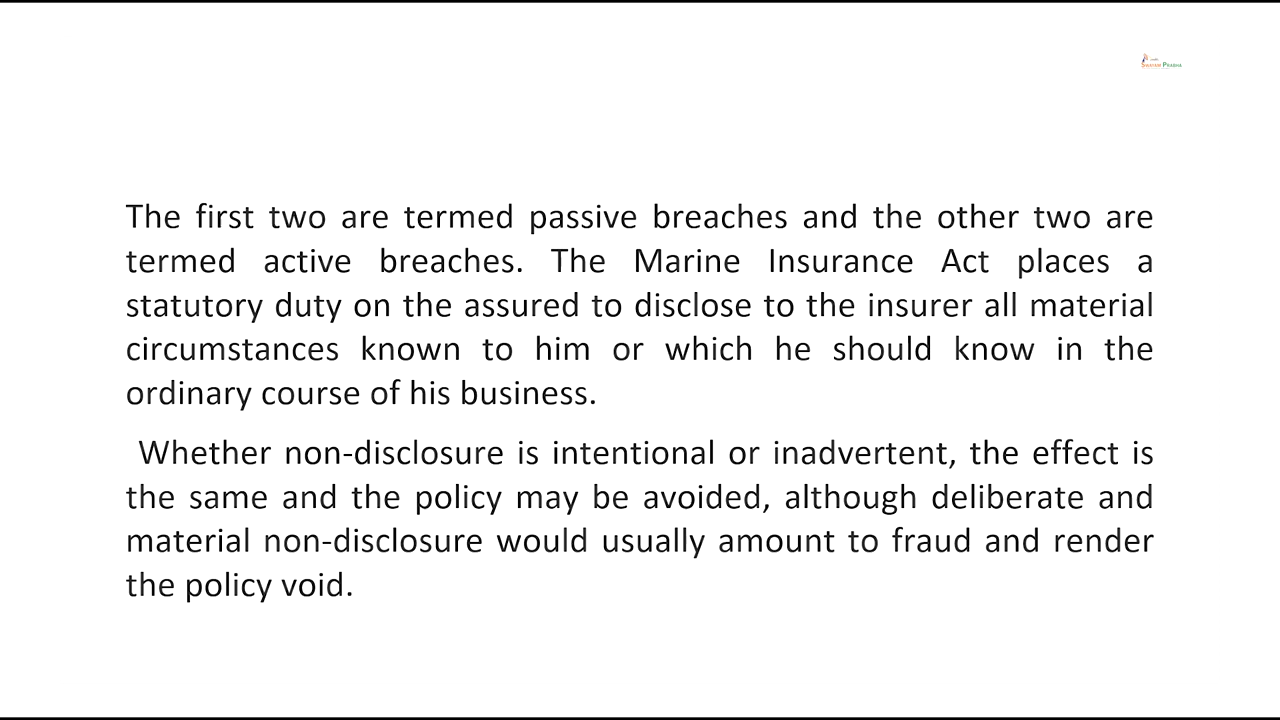 Swayam Prabha
The first two are termed passive breaches and the other two are
termed active breaches. The Marine Insurance Act places a
statutory duty on the assured to disclose to the insurer all material
circumstances known to him or which he should know in the
ordinary course of his business.
Whether non-disclosure is intentional or inadvertent, the effect is
the same and the policy may be avoided, although deliberate and
material non-disclosure would usually amount to fraud and render
the policy void.